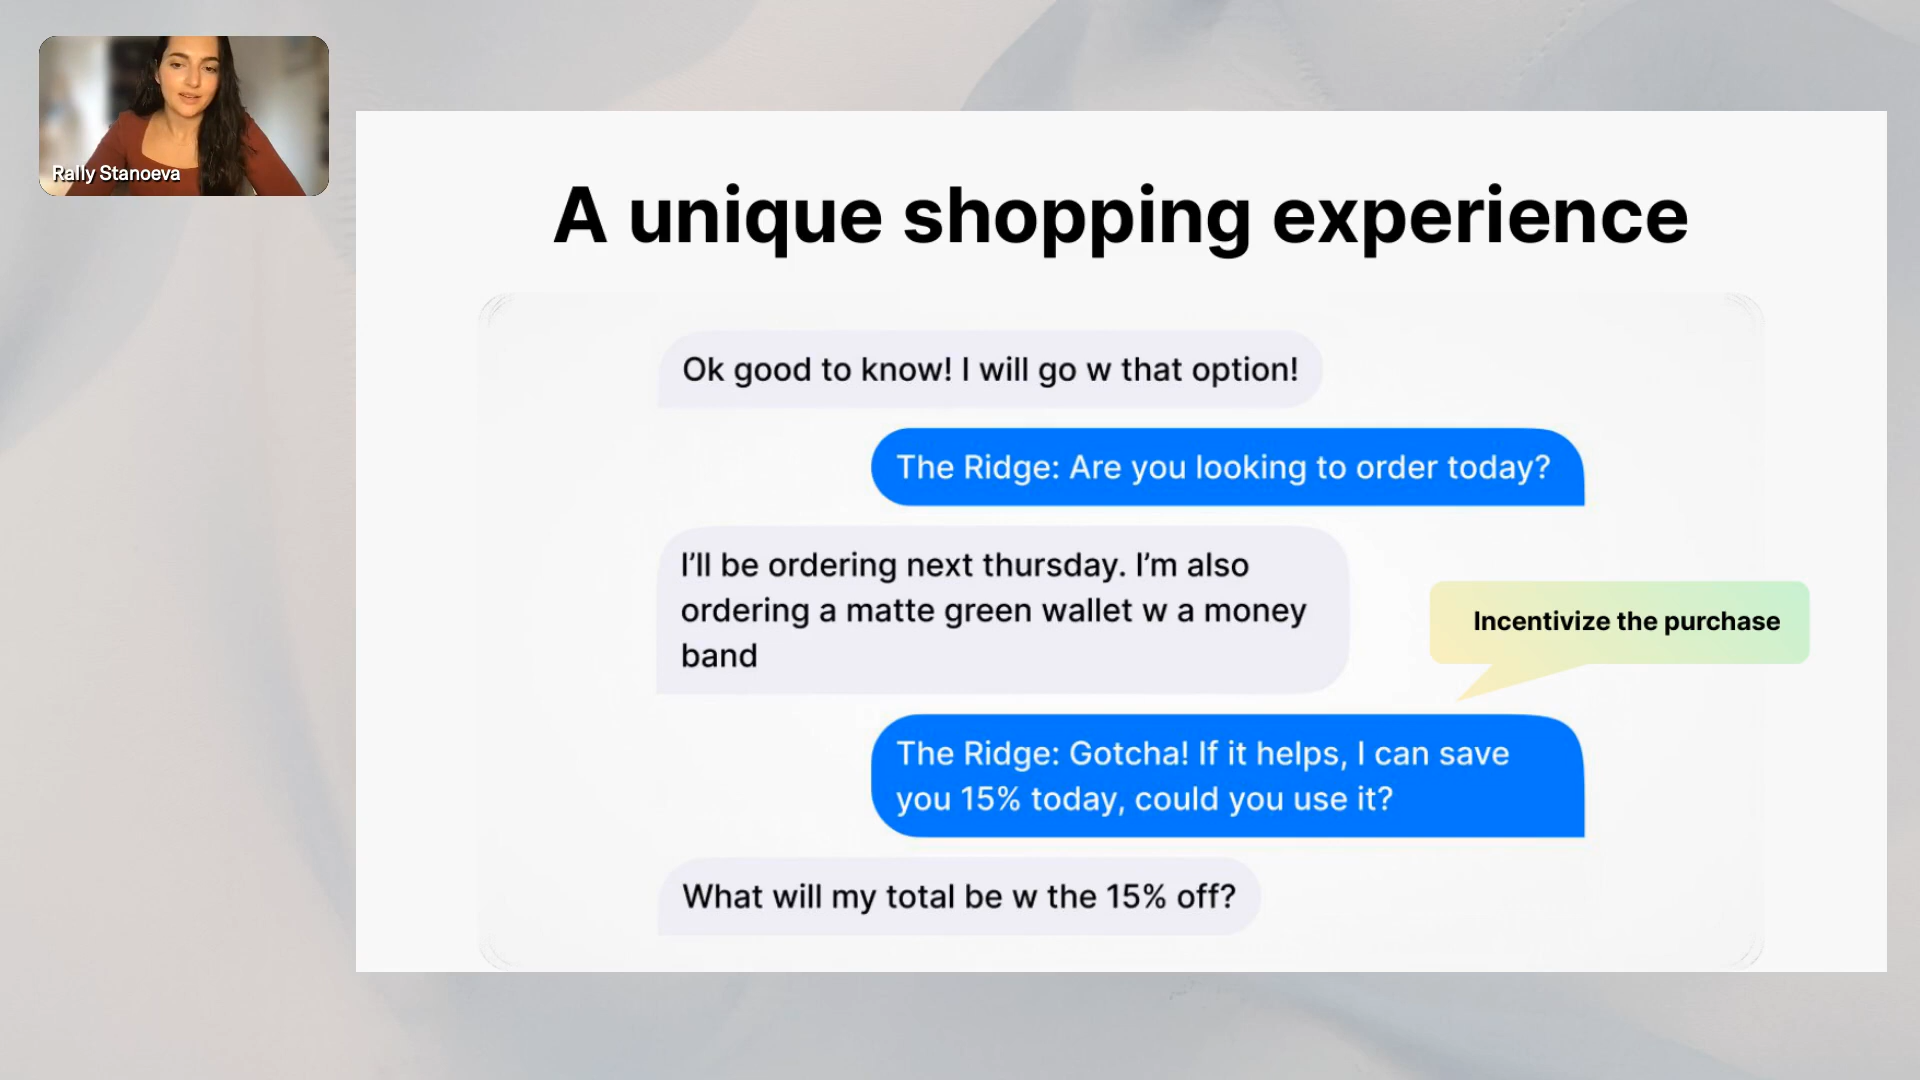 Rally Stanoeva
A unique shopping experience
Ok good to know! I will go w that option!
The Ridge: Are you looking to order today?
I’ll be ordering next thursday. I’m also
ordering a matte green wallet w a money
band
Incentivize the purchase
The Ridge: Gotcha! If it helps, I can save
you 15% today, could you use it?
What will my total be w the 15% off?